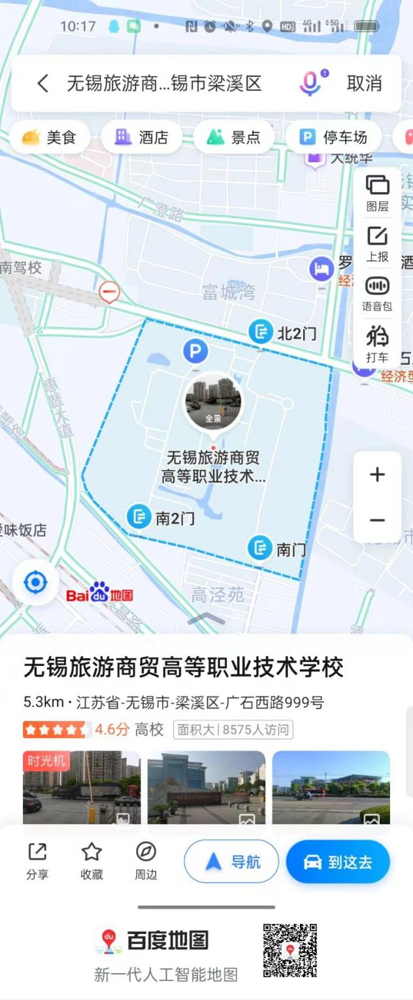 10:17
HD
4G
5G
无锡旅游商...锡市梁溪区
取消
美食
酒店
景点
P
停车场
大统华
图层
广澄路
上报
南驾校
罗
酒
富城湾
语音包
北2门
打车
P
经济型
惠暨大道
全景
无锡旅游商贸
高等职业技术...
南2门
味饭店
南门
Bai du 地图
高泾苑
无锡旅游商贸高等职业技术学校
5.3km · 江苏省-无锡市-梁溪区-广石西路999号
4.6分 高校 面积大|8575人访问
时光机
分享
收藏
周边
导航
到这去
du 百度地图
新一代人工智能地图